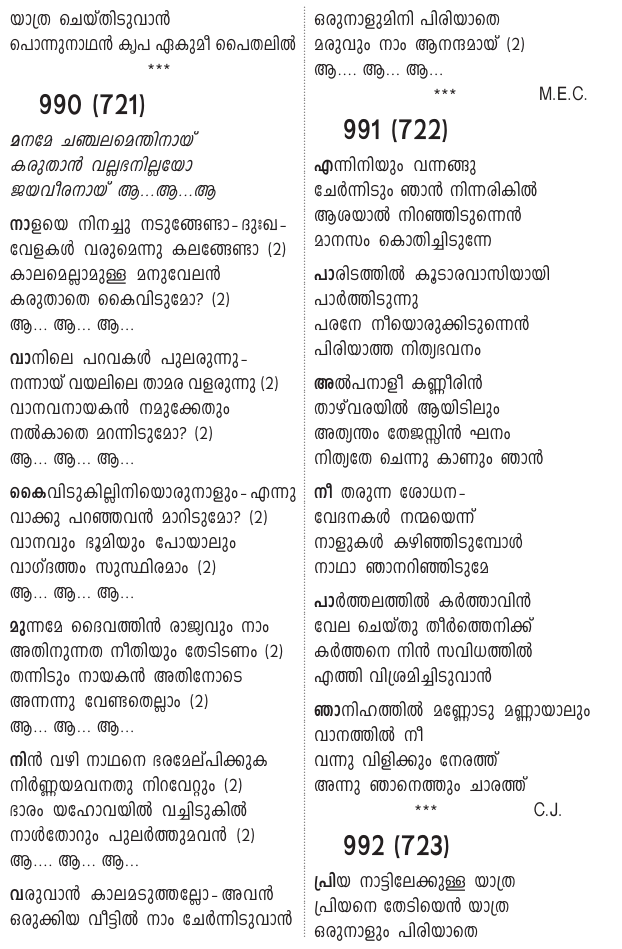 യാത്ര ചെയ്തിടുവാൻ
പൊന്നുനാഥൻ കൃപ ഏകുമീ പൈതലിൽ
***
990 (721)
മനമേ ചഞ്ചലമെന്തിനായ്
കരുതാൻ വല്ലഭനില്ലയോ
ജയവീരനായ് ആ...ആ...ആ
നാളയെ നിനച്ചു നടുങ്ങേണ്ടാ-ദുഃഖ-
വേളകൾ വരുമെന്നു കലങ്ങേണ്ടാ (2)
കാലമെല്ലാമുള്ള മനുവേലൻ
കരുതാതെ കൈവിടുമോ? (2)
ആ... ആ... ആ...
വാനിലെ പറവകൾ പുലരുന്നു-
നന്നായ് വയലിലെ താമര വളരുന്നു (2)
വാനവനായകൻ നമുക്കേതും
നൽകാതെ മറന്നിടുമോ? (2)
ആ... ആ... ആ...
കൈവിടുകില്ലിനിയൊരുനാളും-എന്നു
വാക്കു പറഞ്ഞവൻ മാറിടുമോ? (2)
വാനവും ഭൂമിയും പോയാലും
വാഗ്ദത്തം സുസ്ഥിരമാം (2)
ആ... ആ... ആ...
മുന്നമേ ദൈവത്തിൻ രാജ്യവും നാം
അതിനുന്നത നീതിയും തേടിടണം (2)
തന്നിടും നായകൻ അതിനോടെ
അന്നന്നു വേണ്ടതെല്ലാം (2)
ആ... ആ... ആ...
നിൻ വഴി നാഥനെ ഭരമേല്പിക്കുക
നിർണ്ണയമവനതു നിറവേറ്റും (2)
ഭാരം യഹോവയിൽ വച്ചിടുകിൽ
നാൾതോറും പുലർത്തുമവൻ (2)
ആ.... ആ... ആ...
വരുവാൻ കാലമടുത്തല്ലോ-അവൻ
ഒരുക്കിയ വീട്ടിൽ നാം ചേർന്നിടുവാൻ
ഒരുനാളുമിനി പിരിയാതെ
മരുവും നാം ആനന്ദമായ് (2)
ആ.... ആ... ആ...
*** M.E.C.
991 (722)
എന്നിനിയും വന്നങ്ങു
ചേർന്നിടും ഞാൻ നിന്നരികിൽ
ആശയാൽ നിറഞ്ഞിടുന്നെൻ
മാനസം കൊതിച്ചിടുന്നേ
പാരിടത്തിൽ കൂടാരവാസിയായി
പാർത്തിടുന്നു
പരനേ നീയൊരുക്കിടുന്നെൻ
പിരിയാത്ത നിത്യഭവനം
അൽപനാളീ കണ്ണീരിൻ
താഴ്‌വരയിൽ ആയിടിലും
അത്യന്തം തേജസ്സിൻ ഘനം
നിത്യതേ ചെന്നു കാണും ഞാൻ
നീ തരുന്ന ശോധന-
വേദനകൾ നന്മയെന്ന്
നാളുകൾ കഴിഞ്ഞിടുമ്പോൾ
നാഥാ ഞാനറിഞ്ഞിടുമേ
പാർത്തലത്തിൽ കർത്താവിൻ
വേല ചെയ്തു തീർത്തെനിക്ക്
കർത്തനെ നിൻ സവിധത്തിൽ
എത്തി വിശ്രമിച്ചിടുവാൻ
ഞാനിഹത്തിൽ മണ്ണോടു മണ്ണായാലും
വാനത്തിൽ നീ
വന്നു വിളിക്കും നേരത്ത്
അന്നു ഞാനെത്തും ചാരത്ത്
*** C.J.
992 (723)
പ്രിയ നാട്ടിലേക്കുള്ള യാത്ര
പ്രിയനെ തേടിയെൻ യാത്ര
ഒരുനാളും പിരിയാതെ